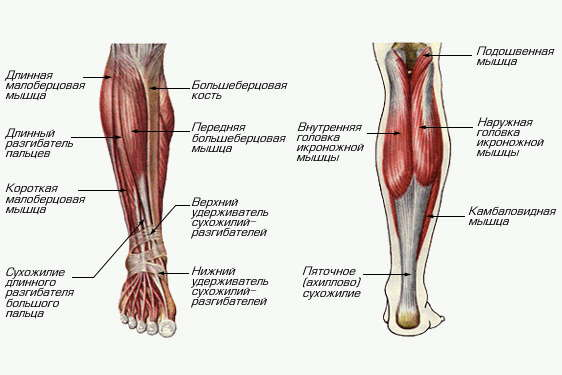 Длинная
малоберцовая
мышца
Длинный
разгибатель
пальцев
Короткая
малоберцовая
мышца
Сухожилие
длинного
разгибателя
большого
пальца
Большеберцовая
кость
Передняя
большеберцовая
мышца
Верхний
удерживатель
сухожилий-
разгибателей
Нижний
удерживатель
сухожилий-
разгибателей
Внутренняя
головка
икроножной
мышцы
Пяточное
(ахиллово)
сухожилие
Подошвенная
мышца
Наружная
головка
икроножной
мышцы
Камбаловидная
мышца